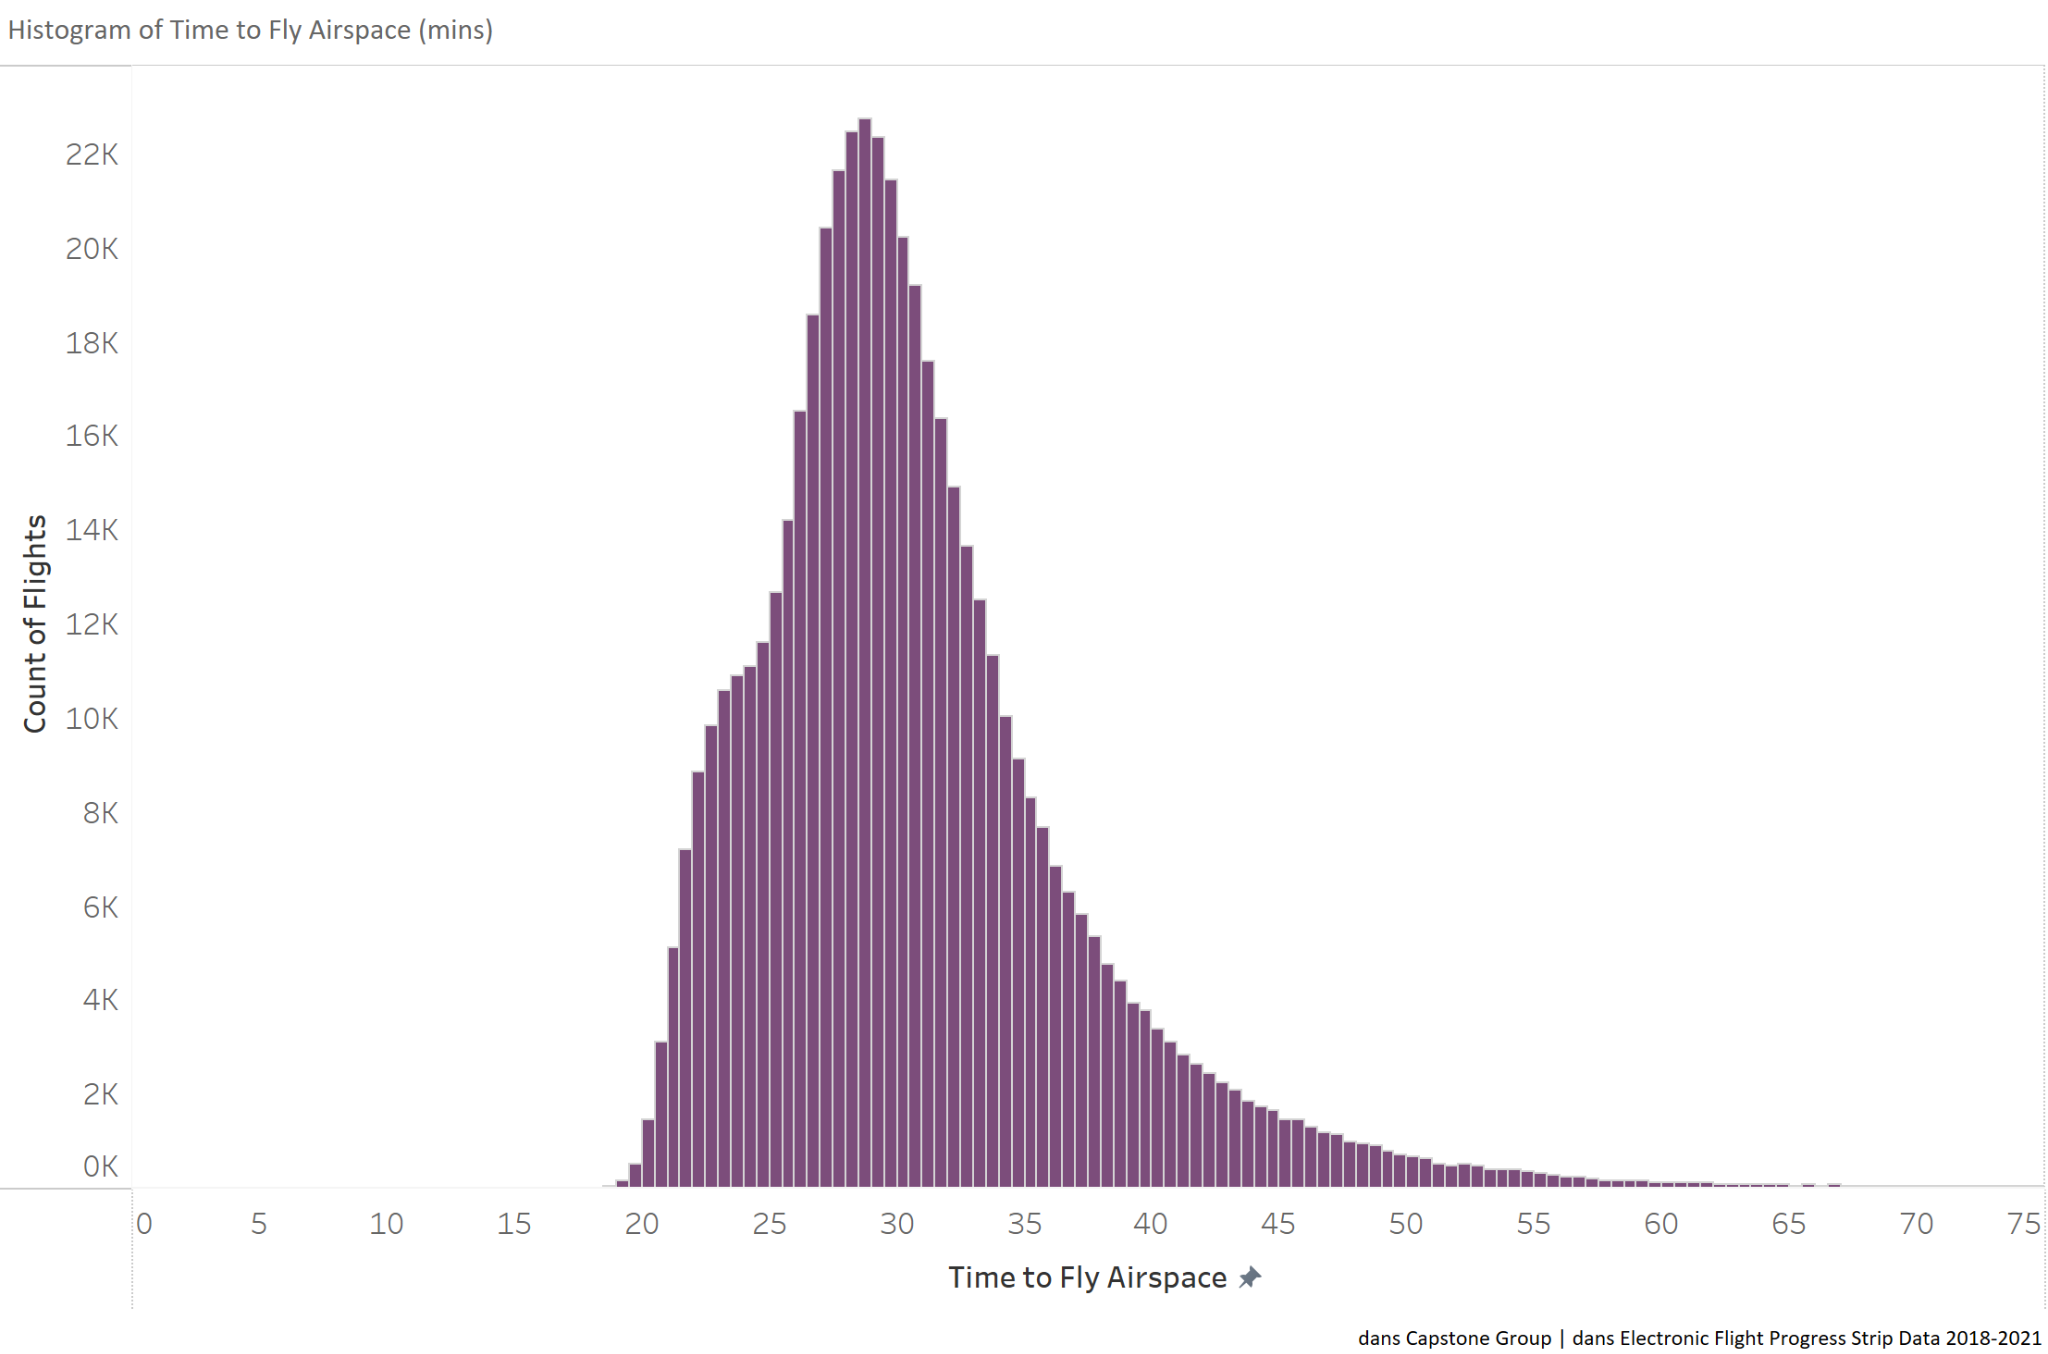 Histogram of Time to Fly Airspace (mins)
22K
20K
18K
16K
14K
12K
10K
8K
6K
4K
2K
0K
Count of Flights
0 5 10 15 20 25 30 35 40 45 50 55 60 65 70 75
Time to Fly Airspace
dans Capstone Group | dans Electronic Flight Progress Strip Data 2018-2021